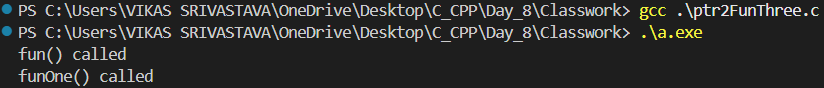 PS C:\Users\VIKAS SRIVASTAVA\OneDrive\Desktop\C_CPP\Day_8\Classwork> gcc .\ptr2FunThree.c
PS C:\Users\VIKAS SRIVASTAVA\OneDrive\Desktop\C_CPP\Day_8\Classwork> .\a.exe
fun() called
funOne() called